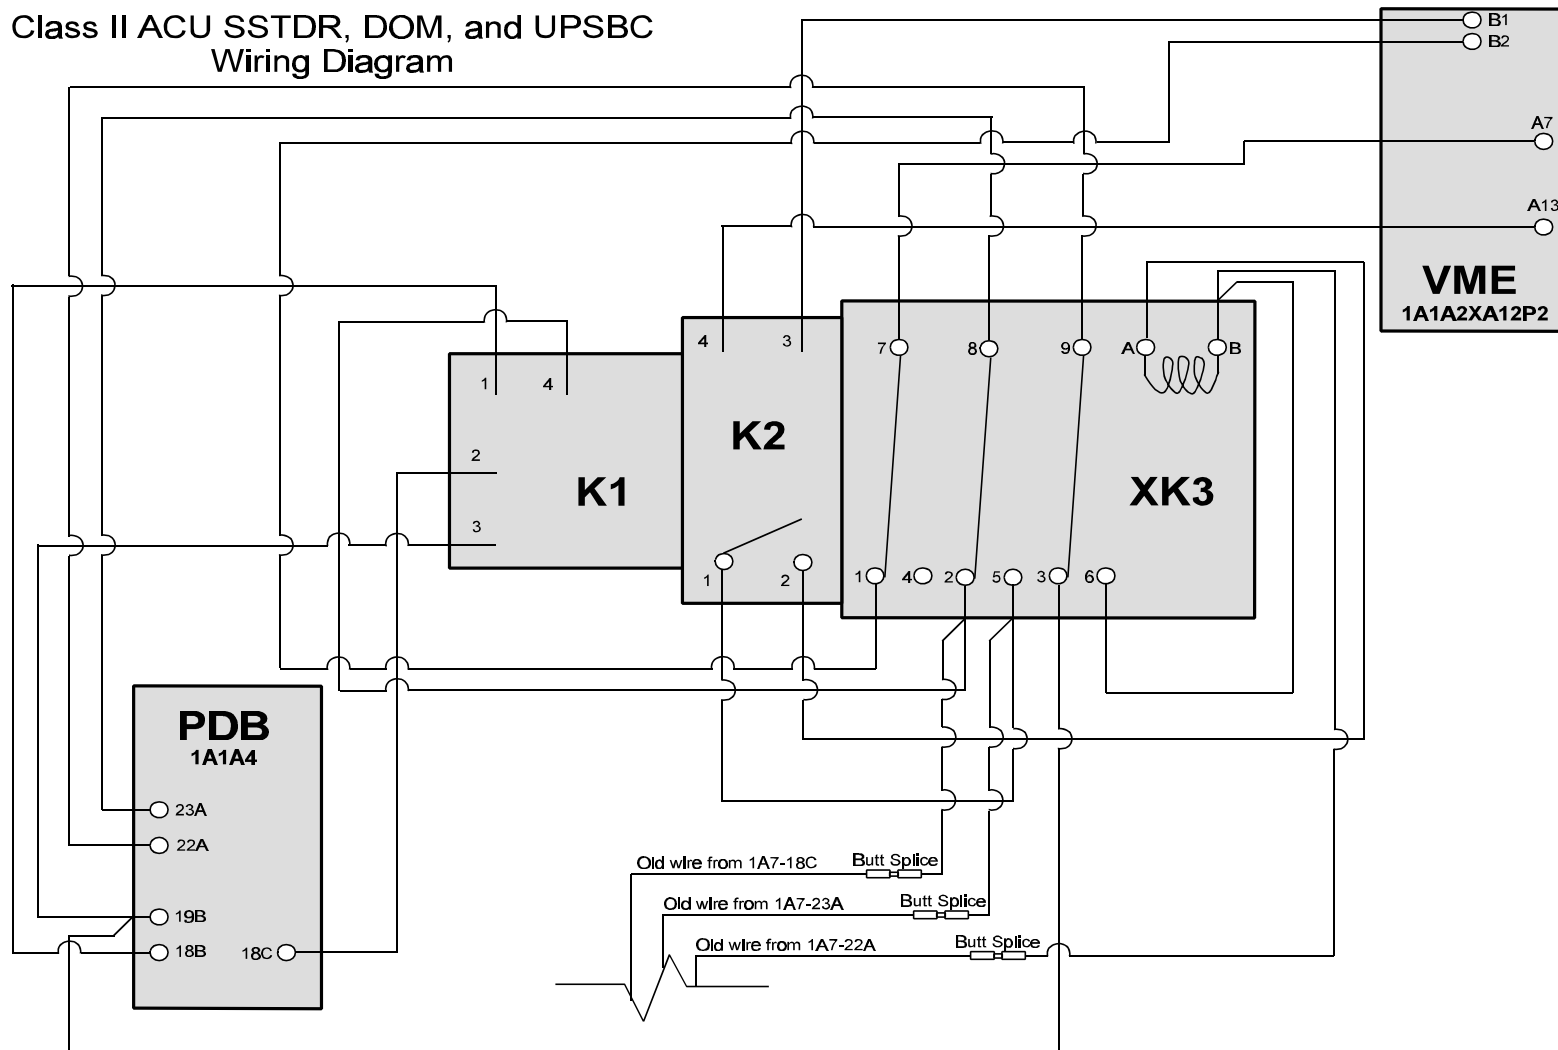 Class II ACU SSTDR, DOM, and UPSBC
Wiring Diagram
B1
B2
A7
A13
VME
1A1A2XA12P2
4
3
7
8
9
A
B
1
4
K2
2
K1
XK3
3
1
2
1
4
2
5
3
6
PDB
1A1A4
23A
22A
19B
18B
18C
Old wire from 1A7-18C
Butt Splice
Old wire from 1A7-23A
Butt Splice
Old wire from 1A7-22A
Butt Splice